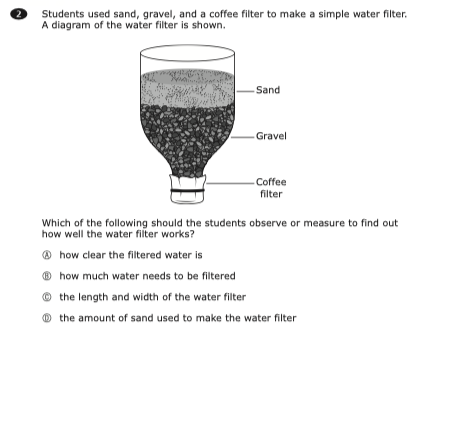 2 Students used sand, gravel, and a coffee filter to make a simple water filter.
A diagram of the water filter is shown.
Sand
Gravel
Coffee
filter
Which of the following should the students observe or measure to find out
how well the water filter works?
Ⓐ how clear the filtered water is
Ⓑ how much water needs to be filtered
Ⓒ the length and width of the water filter
Ⓓ the amount of sand used to make the water filter